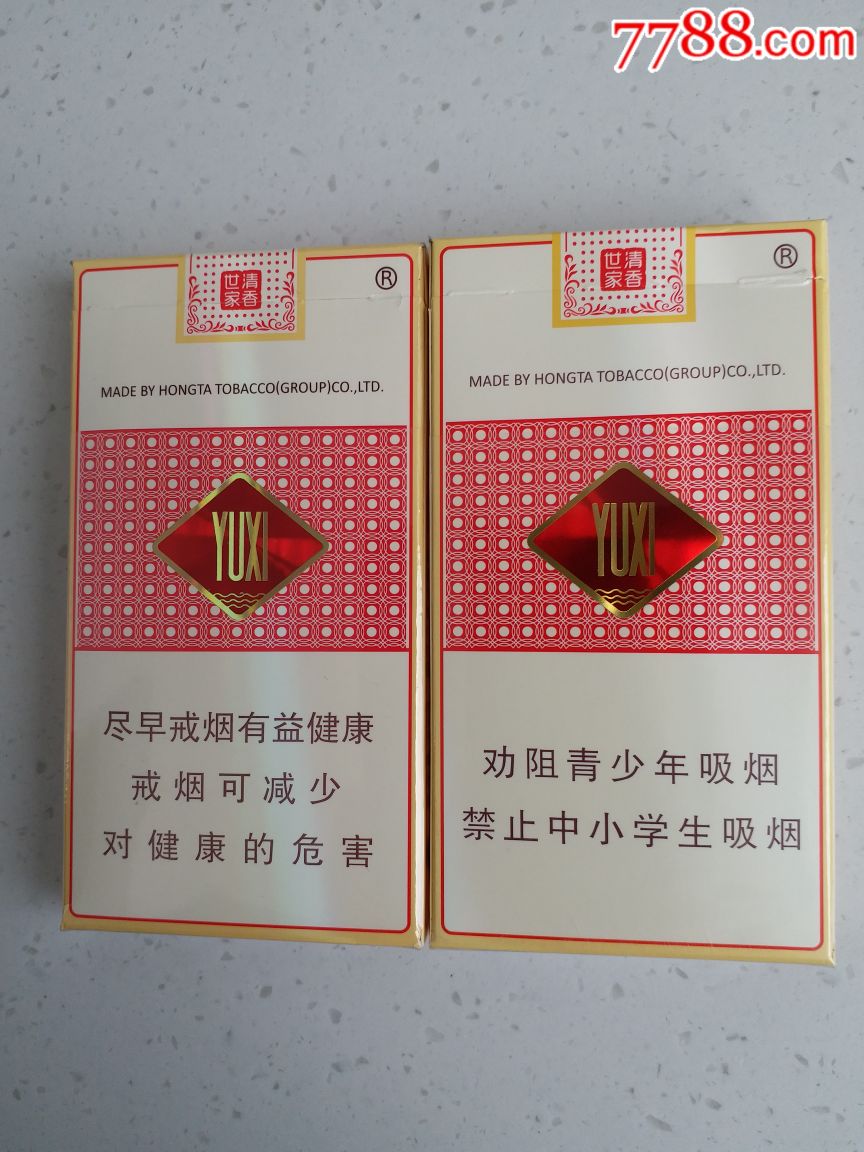 7788.com
清香
世家
®
MADE BY HONGTA TOBACCO(GROUP)CO.,LTD.
YUXI
尽早戒烟有益健康
戒烟可减少
对健康的危害
清香
世家
®
MADE BY HONGTA TOBACCO(GROUP)CO.,LTD.
YUXI
劝阻青少年吸烟
禁止中小学生吸烟